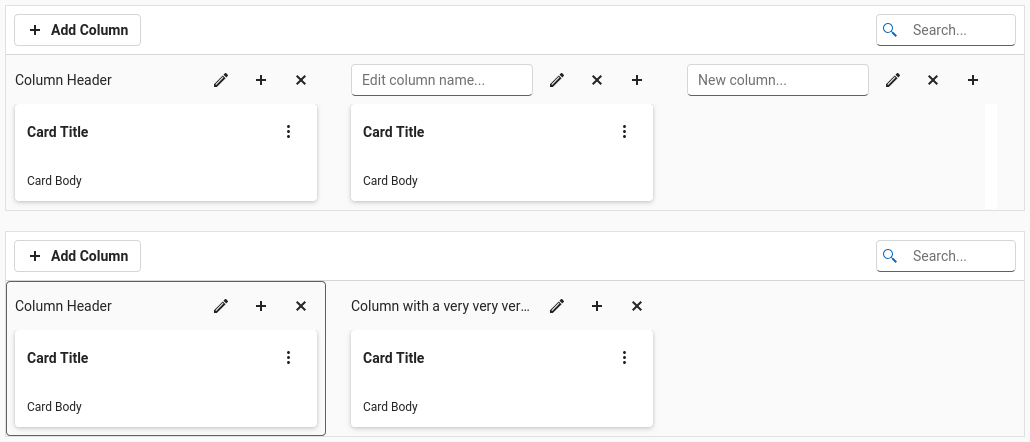 Add Column
Search...
Column Header
Edit column name...
New column...
Card Title
Card Title
Card Body
Card Body
Add Column
Search...
Column Header
Column with a very very ver...
Card Title
Card Title
Card Body
Card Body